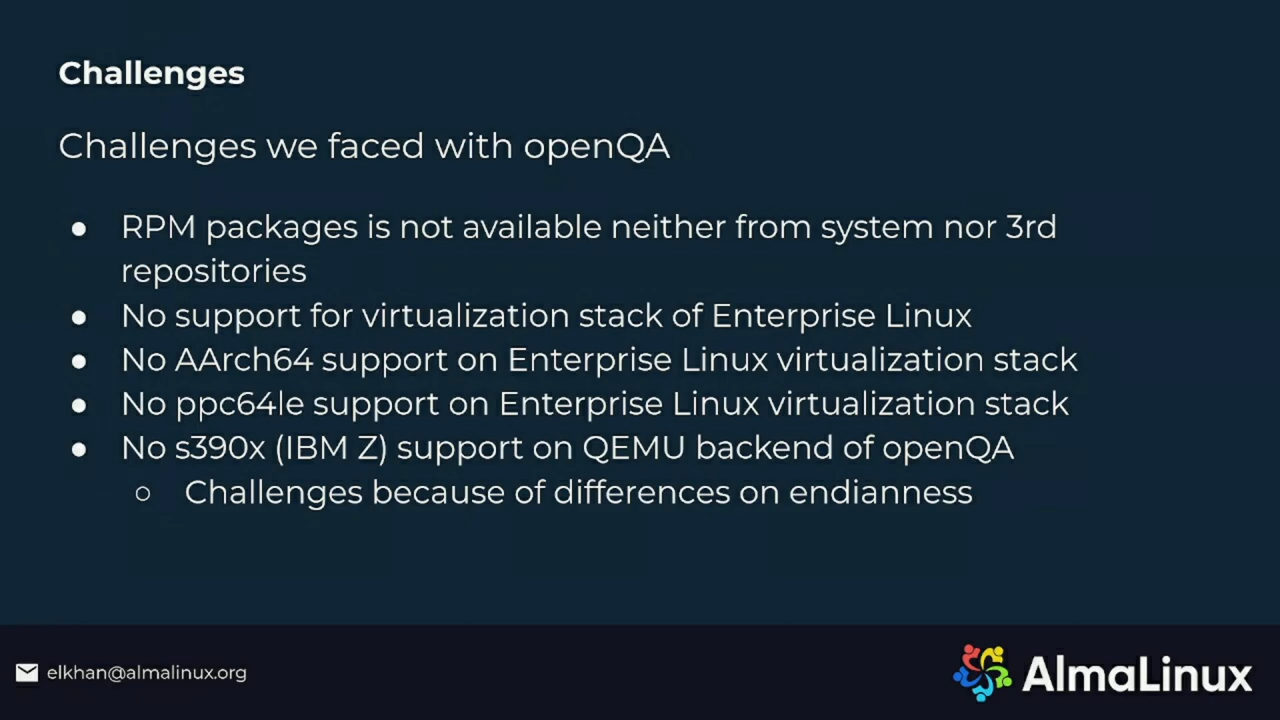 Challenges
Challenges we faced with openQA
● RPM packages is not available neither from system nor 3rd
repositories
● No support for virtualization stack of Enterprise Linux
● No AArch64 support on Enterprise Linux virtualization stack
● No ppc64le support on Enterprise Linux virtualization stack
● No s390x (IBM Z) support on QEMU backend of openQA
○ Challenges because of differences on endianness
elkhan@almalinux.org
AlmaLinux